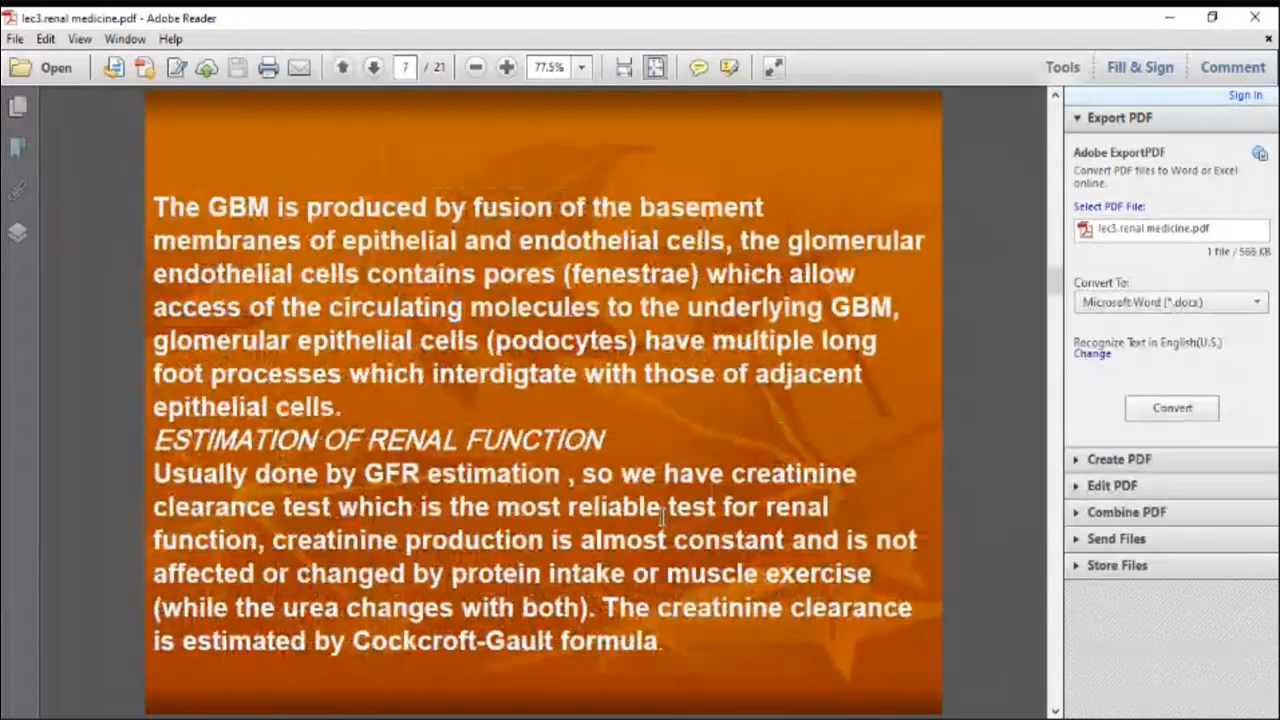 lec3.renal medicine.pdf - Adobe Reader
File Edit View Window Help
Open 7 / 21 77.5% Tools Fill & Sign Comment
Sign In
Export PDF
Adobe ExportPDF
Convert PDF files to Word or Excel
online.
Select PDF File:
lec3.renal medicine.pdf
1 file / 566 KB
Convert To:
Microsoft Word (*.docx)
Recognize Text in English(U.S.)
Change
Convert
Create PDF
Edit PDF
Combine PDF
Send Files
Store Files
The GBM is produced by fusion of the basement
membranes of epithelial and endothelial cells, the glomerular
endothelial cells contains pores (fenestrae) which allow
access of the circulating molecules to the underlying GBM,
glomerular epithelial cells (podocytes) have multiple long
foot processes which interdigtate with those of adjacent
epithelial cells.
ESTIMATION OF RENAL FUNCTION
Usually done by GFR estimation , so we have creatinine
clearance test which is the most reliable test for renal
function, creatinine production is almost constant and is not
affected or changed by protein intake or muscle exercise
(while the urea changes with both). The creatinine clearance
is estimated by Cockcroft-Gault formula.